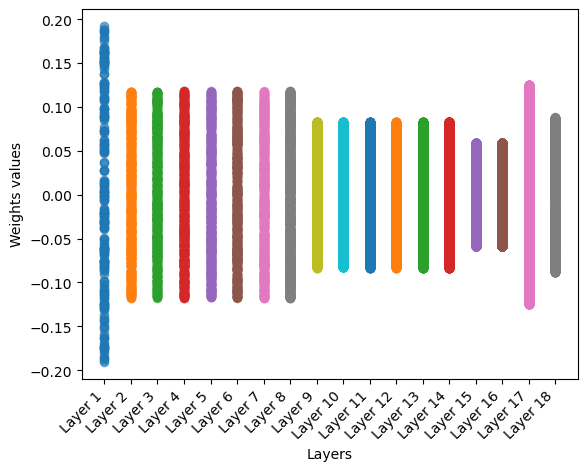 0.20
0.15
0.10
0.05
0.00
−0.05
−0.10
−0.15
−0.20
Weights values
Layer 1
Layer 2
Layer 3
Layer 4
Layer 5
Layer 6
Layer 7
Layer 8
Layer 9
Layer 10
Layer 11
Layer 12
Layer 13
Layer 14
Layer 15
Layer 16
Layer 17
Layer 18
Layers